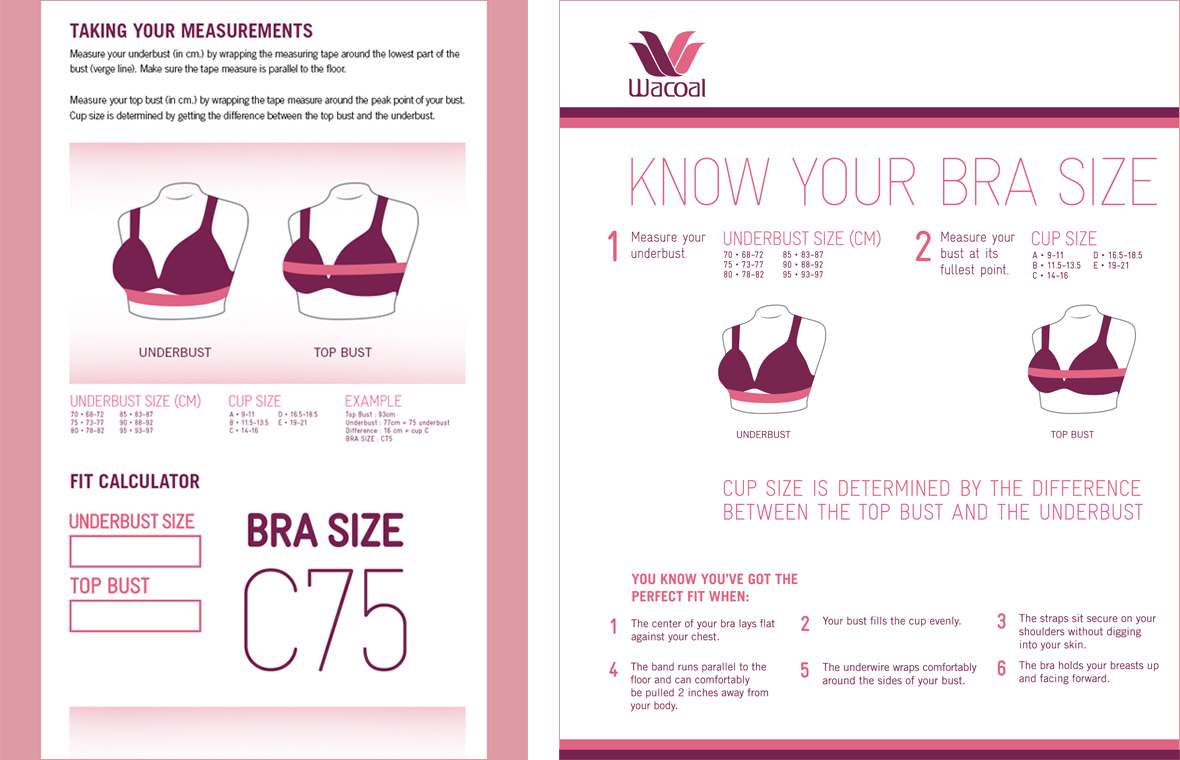 TAKING YOUR MEASUREMENTS
Measure your underbust (in cm.) by wrapping the measuring tape around the lowest part of the
bust (verge line). Make sure the tape measure is parallel to the floor.
Measure your top bust (in cm.) by wrapping the tape measure around the peak point of your bust.
Cup size is determined by getting the difference between the top bust and the underbust.
UNDERBUST
TOP BUST
UNDERBUST SIZE (CM)
70 • 68-72 85 • 83-87
75 • 73-77 90 • 88-92
80 • 78-82 95 • 93-97
CUP SIZE
A • 9-11 D • 16.5-18.5
B • 11.5-13.5 E • 19-21
C • 14-16
EXAMPLE
Top Bust : 93cm
Underbust : 77cm = 75 underbust
Difference : 16 cm = cup C
BRA SIZE : C75
FIT CALCULATOR
UNDERBUST SIZE
TOP BUST
BRA SIZE
C75
Wacoal
KNOW YOUR BRA SIZE
1 Measure your
underbust.
UNDERBUST SIZE (CM)
70 • 68-72 85 • 83-87
75 • 73-77 90 • 88-92
80 • 78-82 95 • 93-97
2 Measure your
bust at its
fullest point.
CUP SIZE
A • 9-11 D • 16.5-18.5
B • 11.5-13.5 E • 19-21
C • 14-16
UNDERBUST
TOP BUST
CUP SIZE IS DETERMINED BY THE DIFFERENCE
BETWEEN THE TOP BUST AND THE UNDERBUST
YOU KNOW YOU'VE GOT THE
PERFECT FIT WHEN:
1 The center of your bra lays flat
against your chest.
2 Your bust fills the cup evenly.
3 The straps sit secure on your
shoulders without digging
into your skin.
4 The band runs parallel to the
floor and can comfortably
be pulled 2 inches away from
your body.
5 The underwire wraps comfortably
around the sides of your bust.
6 The bra holds your breasts up
and facing forward.